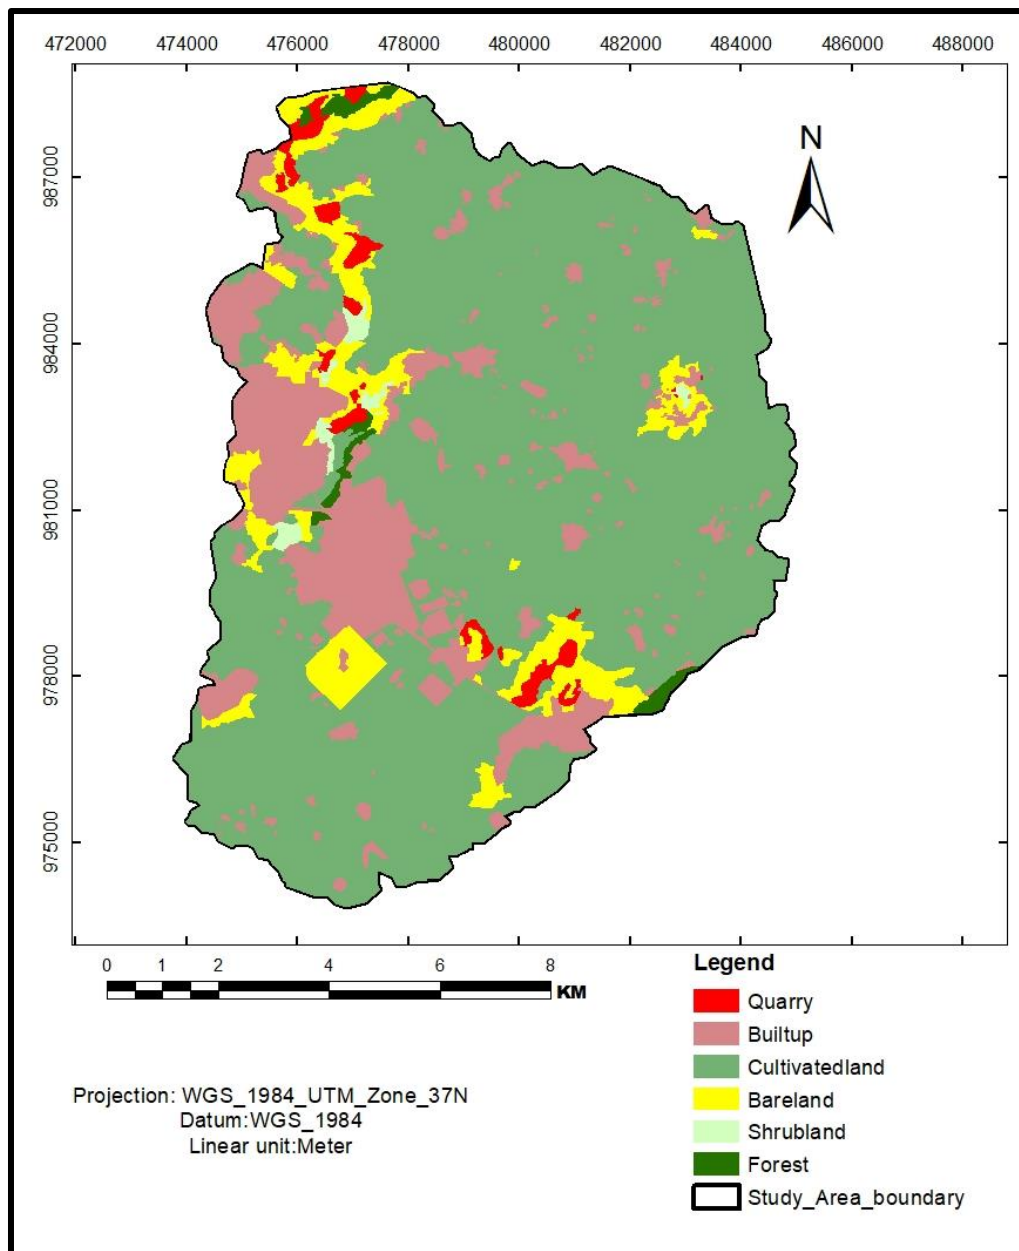 472000 474000 476000 478000 480000 482000 484000 486000 488000
N
987000
984000
981000
978000
975000
0 1 2 4 6 8
KM
Legend
Quarry
Builtup
Cultivatedland
Bareland
Shrubland
Forest
Study_Area_boundary
Projection: WGS_1984_UTM_Zone_37N
Datum:WGS_1984
Linear unit:Meter